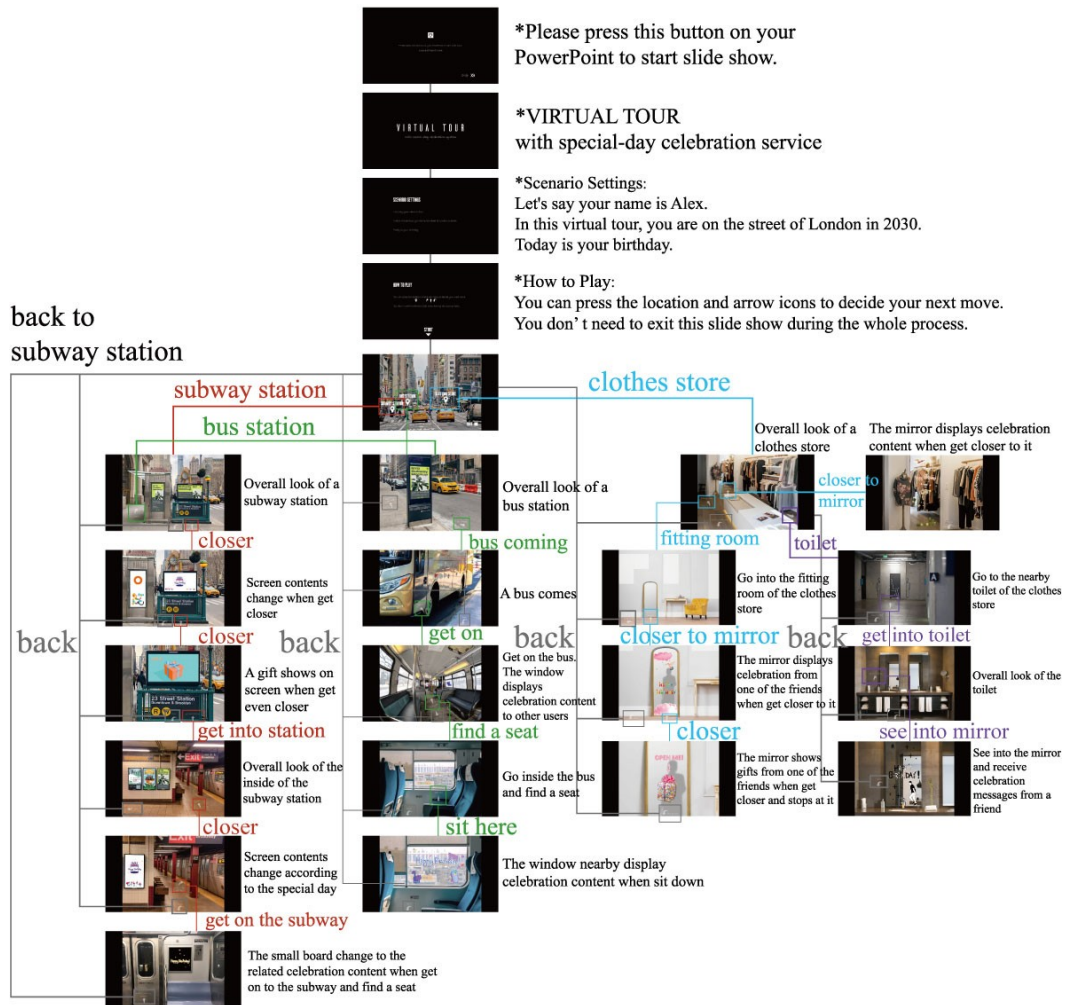 *Please press this button on your
PowerPoint to start slide show.
VIRTUAL TOUR
*VIRTUAL TOUR
with special-day celebration service
SCENARIO SETTINGS
*Scenario Settings:
Let's say your name is Alex.
In this virtual tour, you are on the street of London in 2030.
Today is your birthday.
HOW TO PLAY
START
*How to Play:
You can press the location and arrow icons to decide your next move.
You don't need to exit this slide show during the whole process.
back to
subway station
subway station
bus station
clothes store
Overall look of a
subway station
Overall look of a
bus station
Overall look of a
clothes store
The mirror displays celebration
content when get closer to it
closer to
mirror
closer
bus coming
fitting room
toilet
Screen contents
change when get
closer
A bus comes
Go into the fitting
room of the clothes
store
Go to the nearby
toilet of the clothes
store
back
back
back
back
closer
get on
closer to mirror
get into toilet
23 Street Station
A gift shows on
screen when get
even closer
Get on the bus.
The window
displays
celebration content
to other users
The mirror displays
celebration from
one of the friends
when get closer to it
Overall look of the
toilet
get into station
find a seat
closer
see into mirror
Exit
Overall look of the
inside of the
subway station
Go inside the bus
and find a seat
The mirror shows
gifts from one of the
friends when get
closer and stops at it
See into the mirror
and receive
celebration
messages from a
friend
closer
sit here
Exit
Screen contents
change according
to the special day
The window nearby display
celebration content when sit down
get on the subway
The small board change to the
related celebration content when get
on to the subway and find a seat